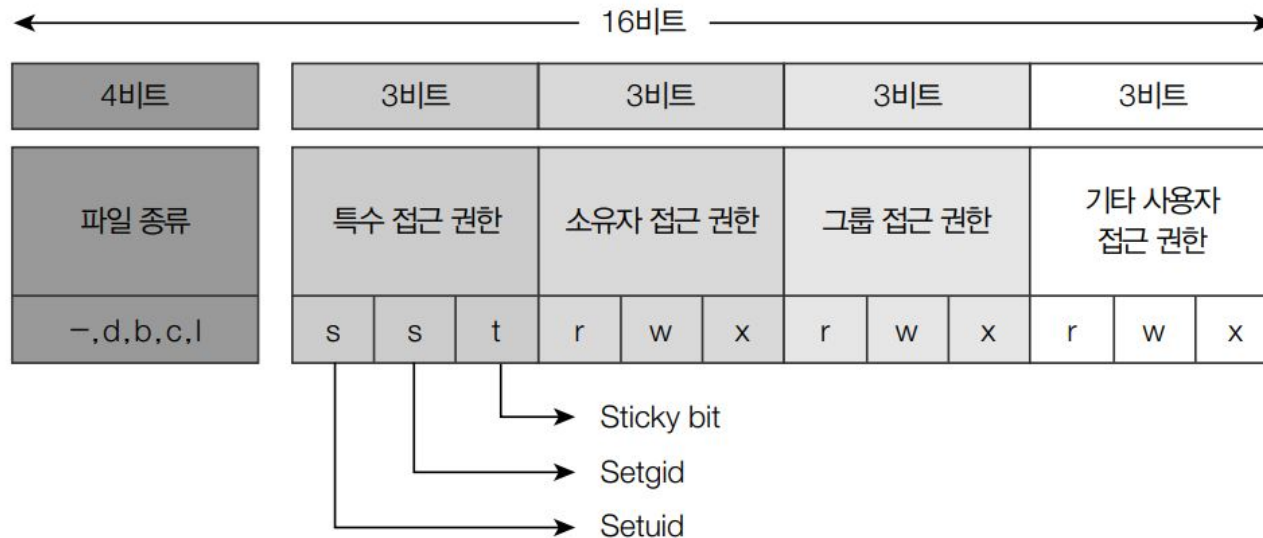 16비트
4비트 3비트 3비트 3비트 3비트
파일 종류 특수 접근 권한 소유자 접근 권한 그룹 접근 권한 기타 사용자
접근 권한
-,d,b,c,l s s t r w x r w x r w x
Sticky bit
Setgid
Setuid